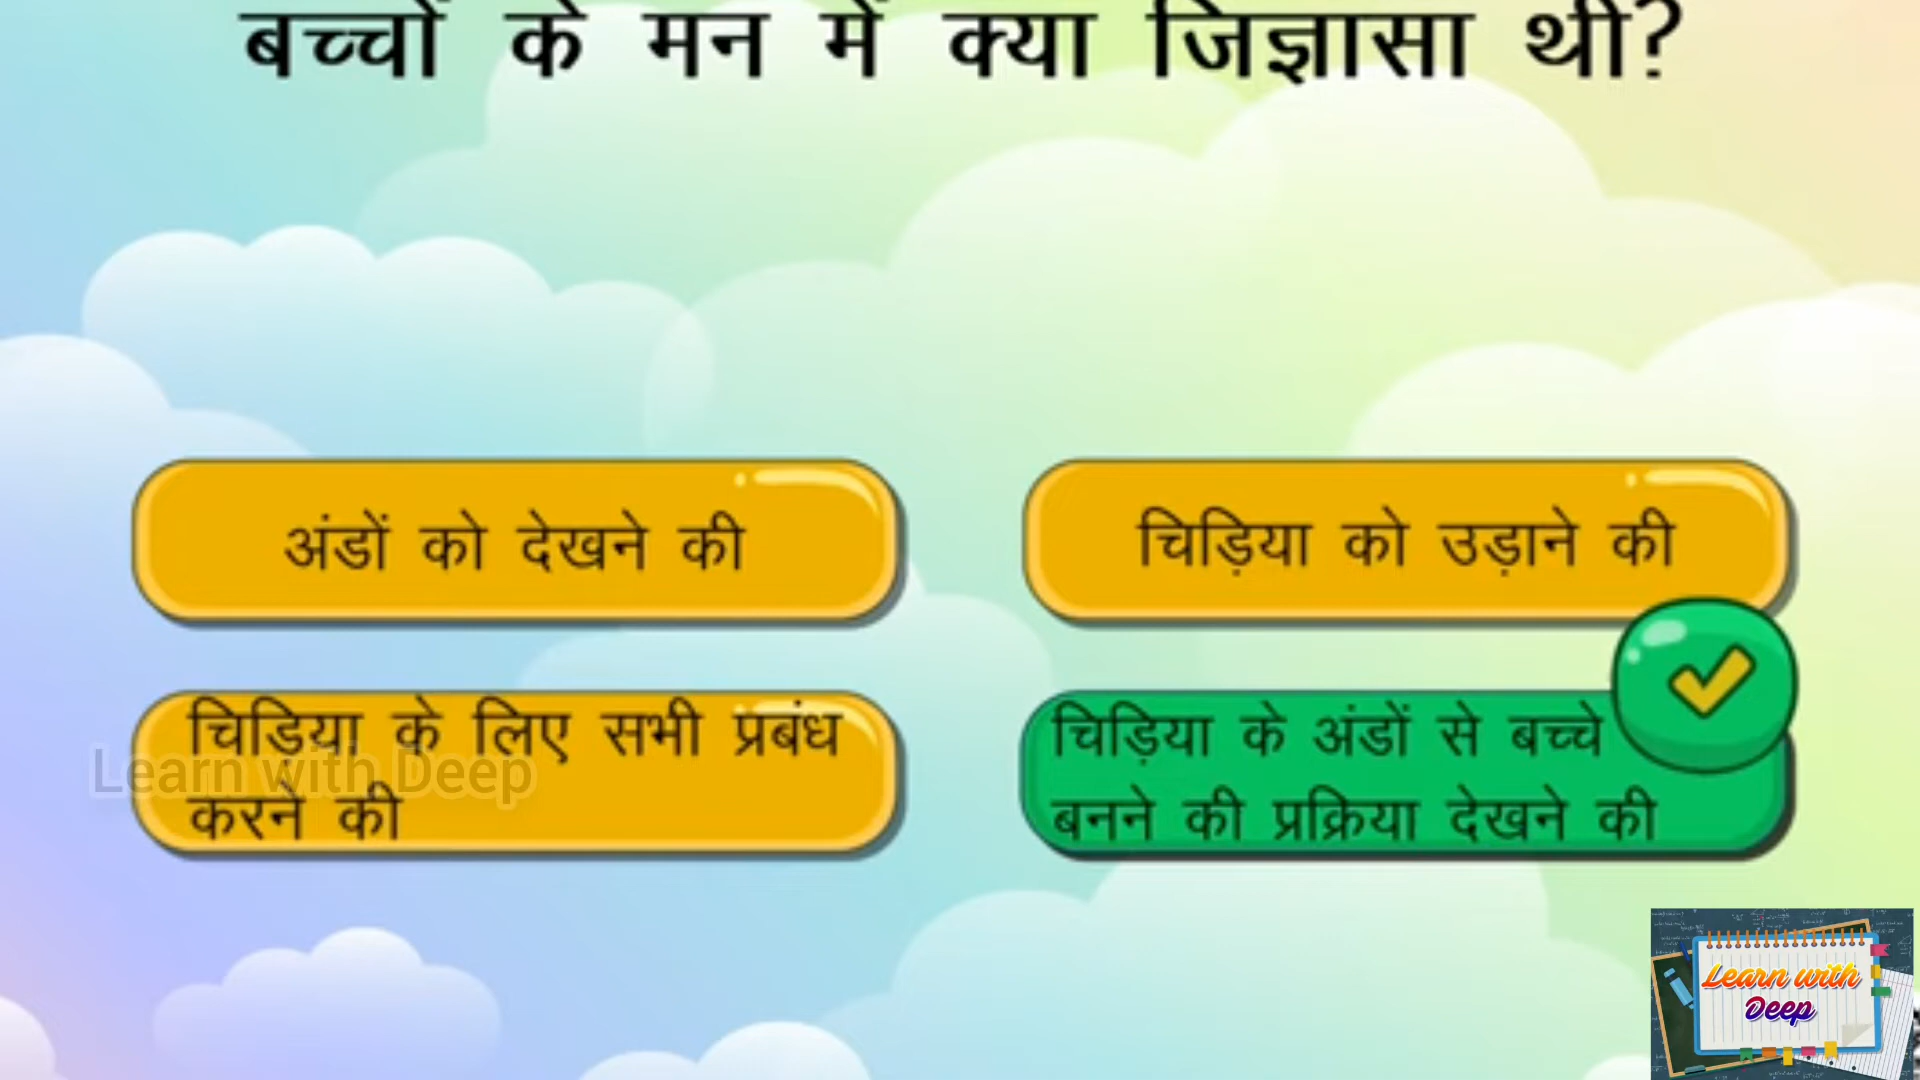 बच्चों के मन में क्या जिज्ञासा थी?
अंडों को देखने की
चिड़िया को उड़ाने की
चिड़िया के लिए सभी प्रबंध
करने की
चिड़िया के अंडों से बच्चे
बनने की प्रक्रिया देखने की
Learn with Deep
Learn with
Deep